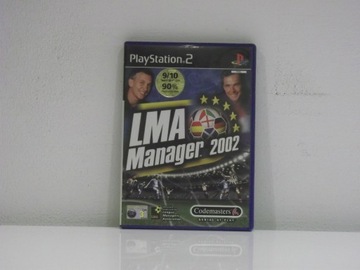 PlayStation 2
9/10
90%
LMA
Manager 2002
Codemasters